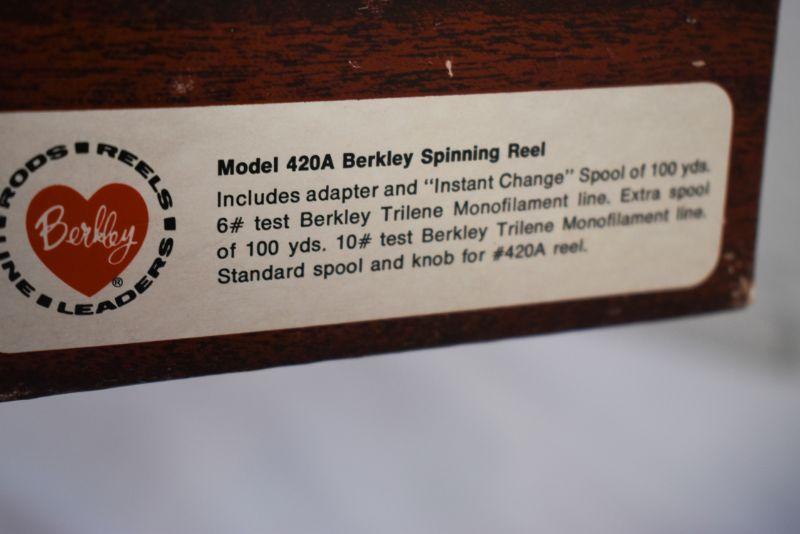 Model 420A Berkley Spinning Reel
Includes adapter and "Instant Change" Spool of 100 yds.
6# test Berkley Trilene Monofilament line. Extra spool
of 100 yds. 10# test Berkley Trilene Monofilament line.
Standard spool and knob for #420A reel.
RODS REELS
LEADERS
Berkley
®